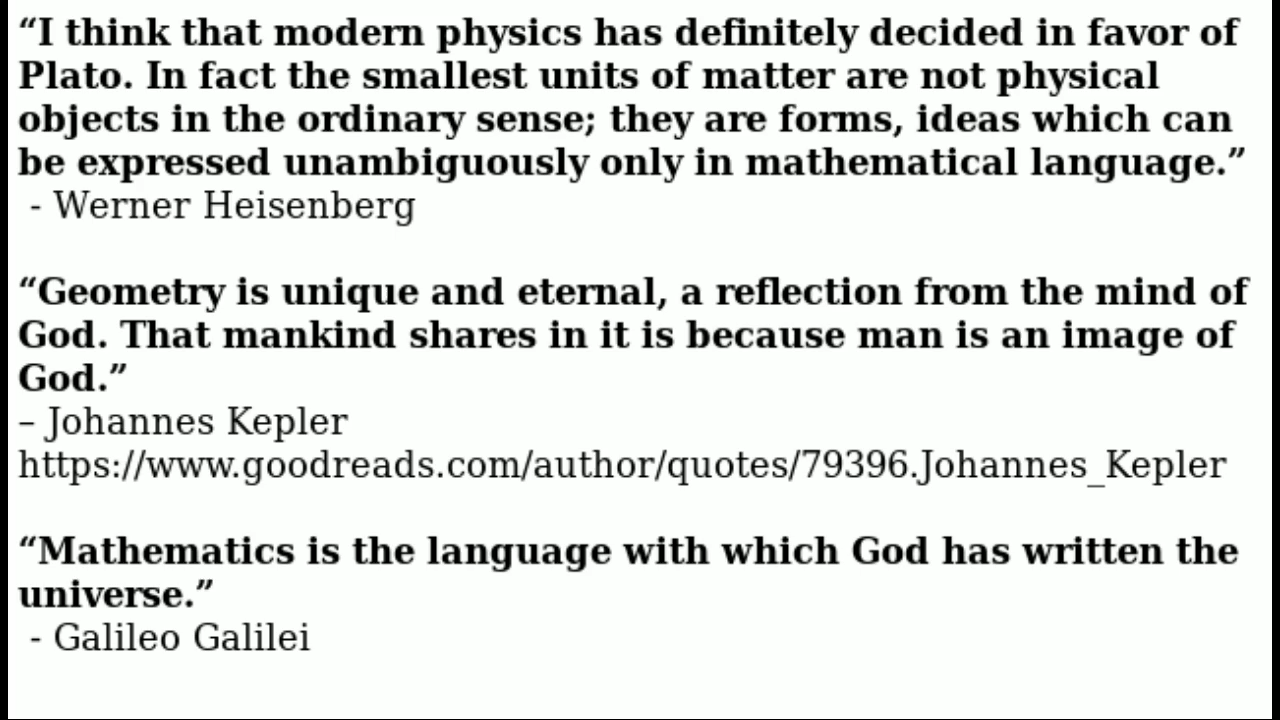 “I think that modern physics has definitely decided in favor of
Plato. In fact the smallest units of matter are not physical
objects in the ordinary sense; they are forms, ideas which can
be expressed unambiguously only in mathematical language.”
- Werner Heisenberg
“Geometry is unique and eternal, a reflection from the mind of
God. That mankind shares in it is because man is an image of
God.”
– Johannes Kepler
https://www.goodreads.com/author/quotes/79396.Johannes_Kepler
“Mathematics is the language with which God has written the
universe.”
- Galileo Galilei